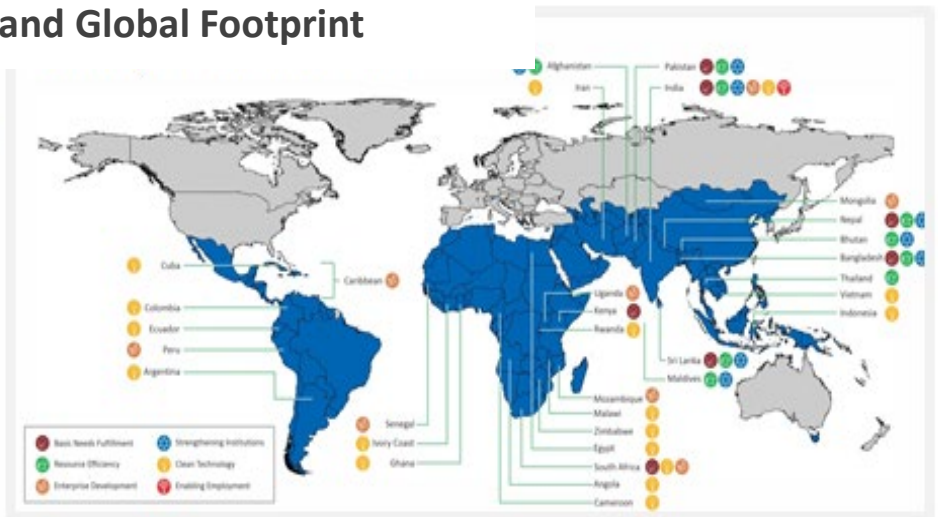 and Global Footprint
Afghanistan
Pakistan
Iran
India
Mongolia
Nepal
Bhutan
Bangladesh
Thailand
Vietnam
Indonesia
Cuba
Caribbean
Colombia
Ecuador
Peru
Argentina
Uganda
Kenya
Rwanda
Sri Lanka
Maldives
Senegal
Ivory Coast
Ghana
Mozambique
Malawi
Zimbabwe
Egypt
South Africa
Angola
Cameroon
Basic Needs Fulfillment
Strengthening Institutions
Resource Efficiency
Clean Technology
Enterprise Development
Enabling Employment